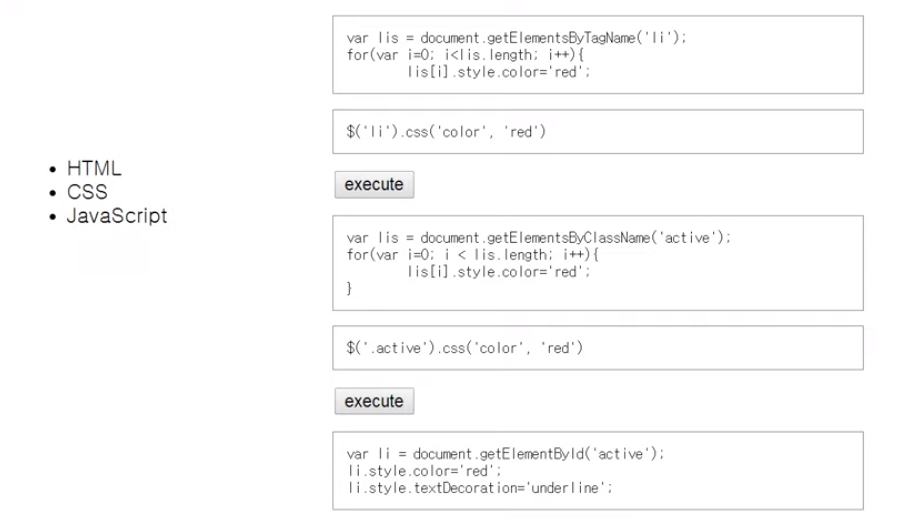 var lis = document.getElementsByTagName('li');
for(var i=0; i<lis.length; i++){
lis[i].style.color='red';
$('li').css('color', 'red')
• HTML
• CSS
• JavaScript
execute
var lis = document.getElementsByClassName('active');
for(var i=0; i < lis.length; i++){
lis[i].style.color='red';
}
$('.active').css('color', 'red')
execute
var li = document.getElementById('active');
li.style.color='red';
li.style.textDecoration='underline';